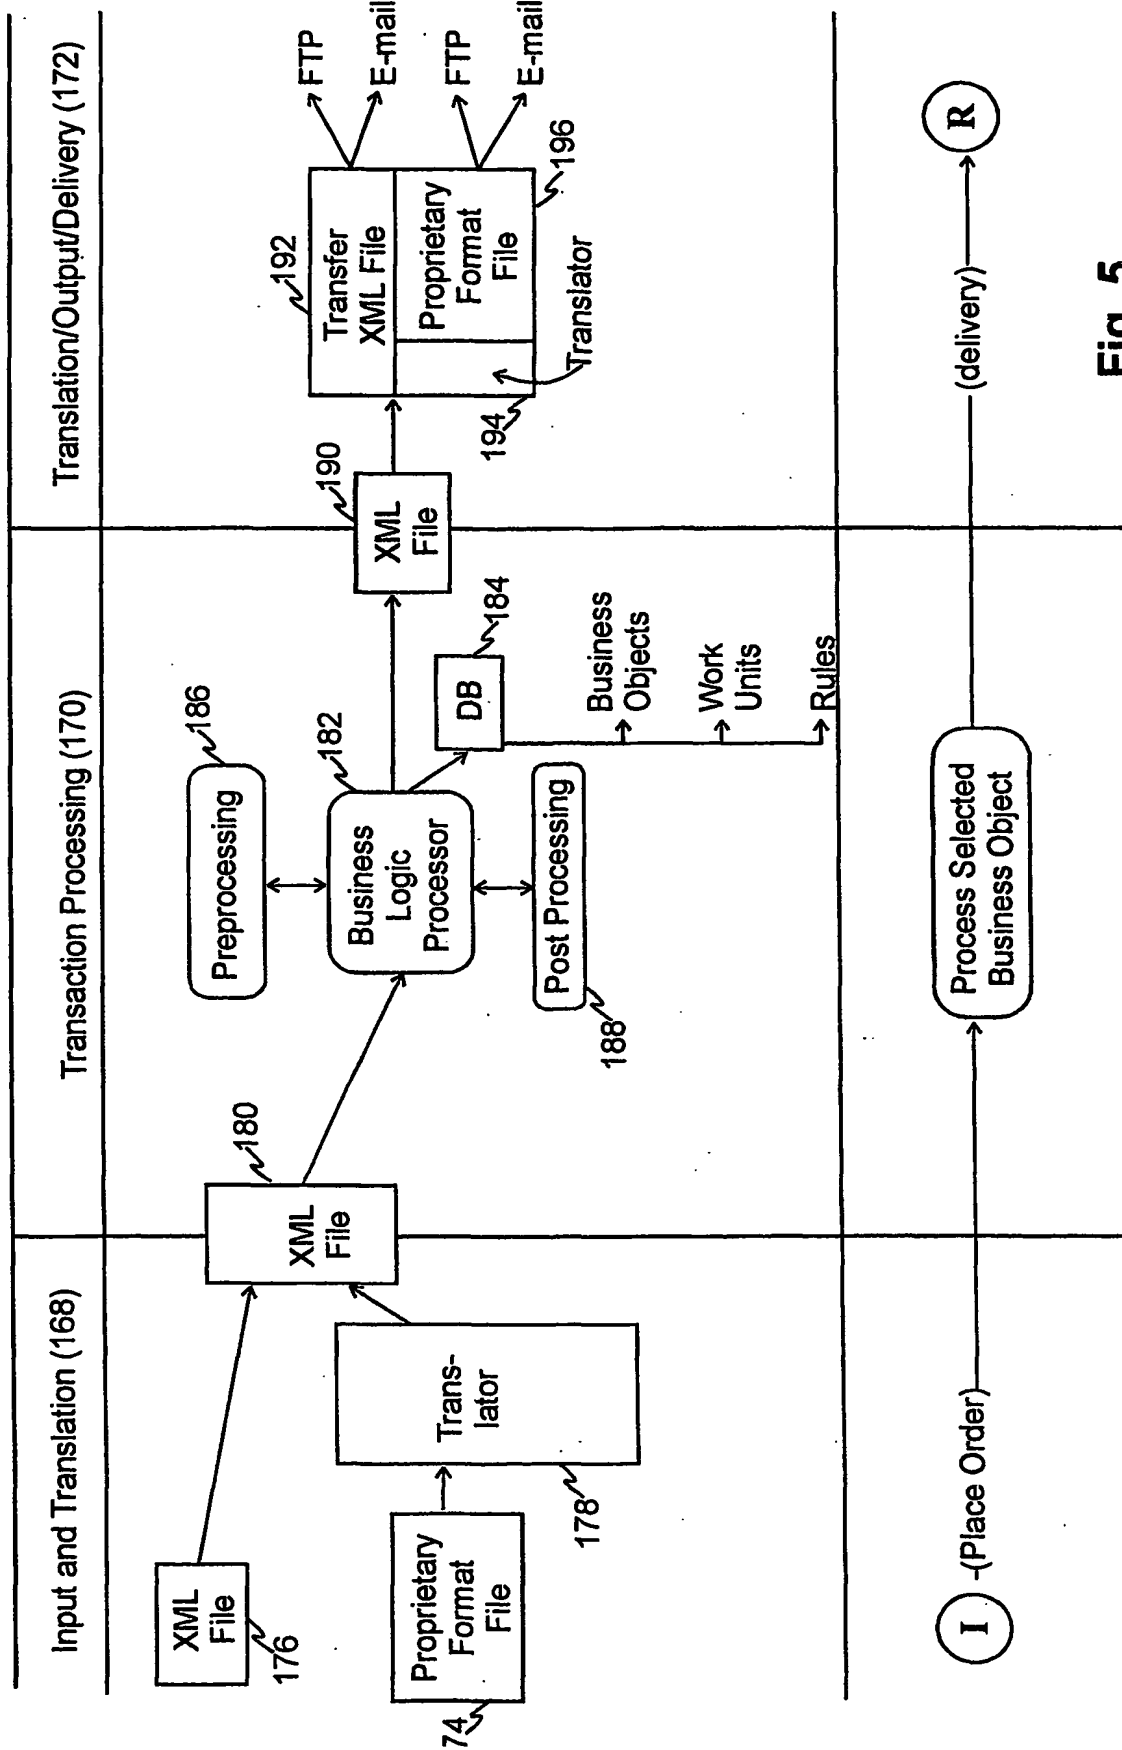 Input and Translation (168)
Transaction Processing (170)
Translation/Output/Delivery (172)
XML
File
176
Proprietary
Format
File
74
Trans-
lator
178
XML
File
180
Preprocessing
186
Business
Logic
Processor
182
Post Processing
188
DB
184
Business
Objects
Work
Units
Rules
XML
File
190
Transfer
XML File
192
Proprietary
Format
File
196
194
Translator
FTP
E-mail
FTP
E-mail
I
-(Place Order)
Process Selected
Business Object
(delivery)
R
Fig. 5